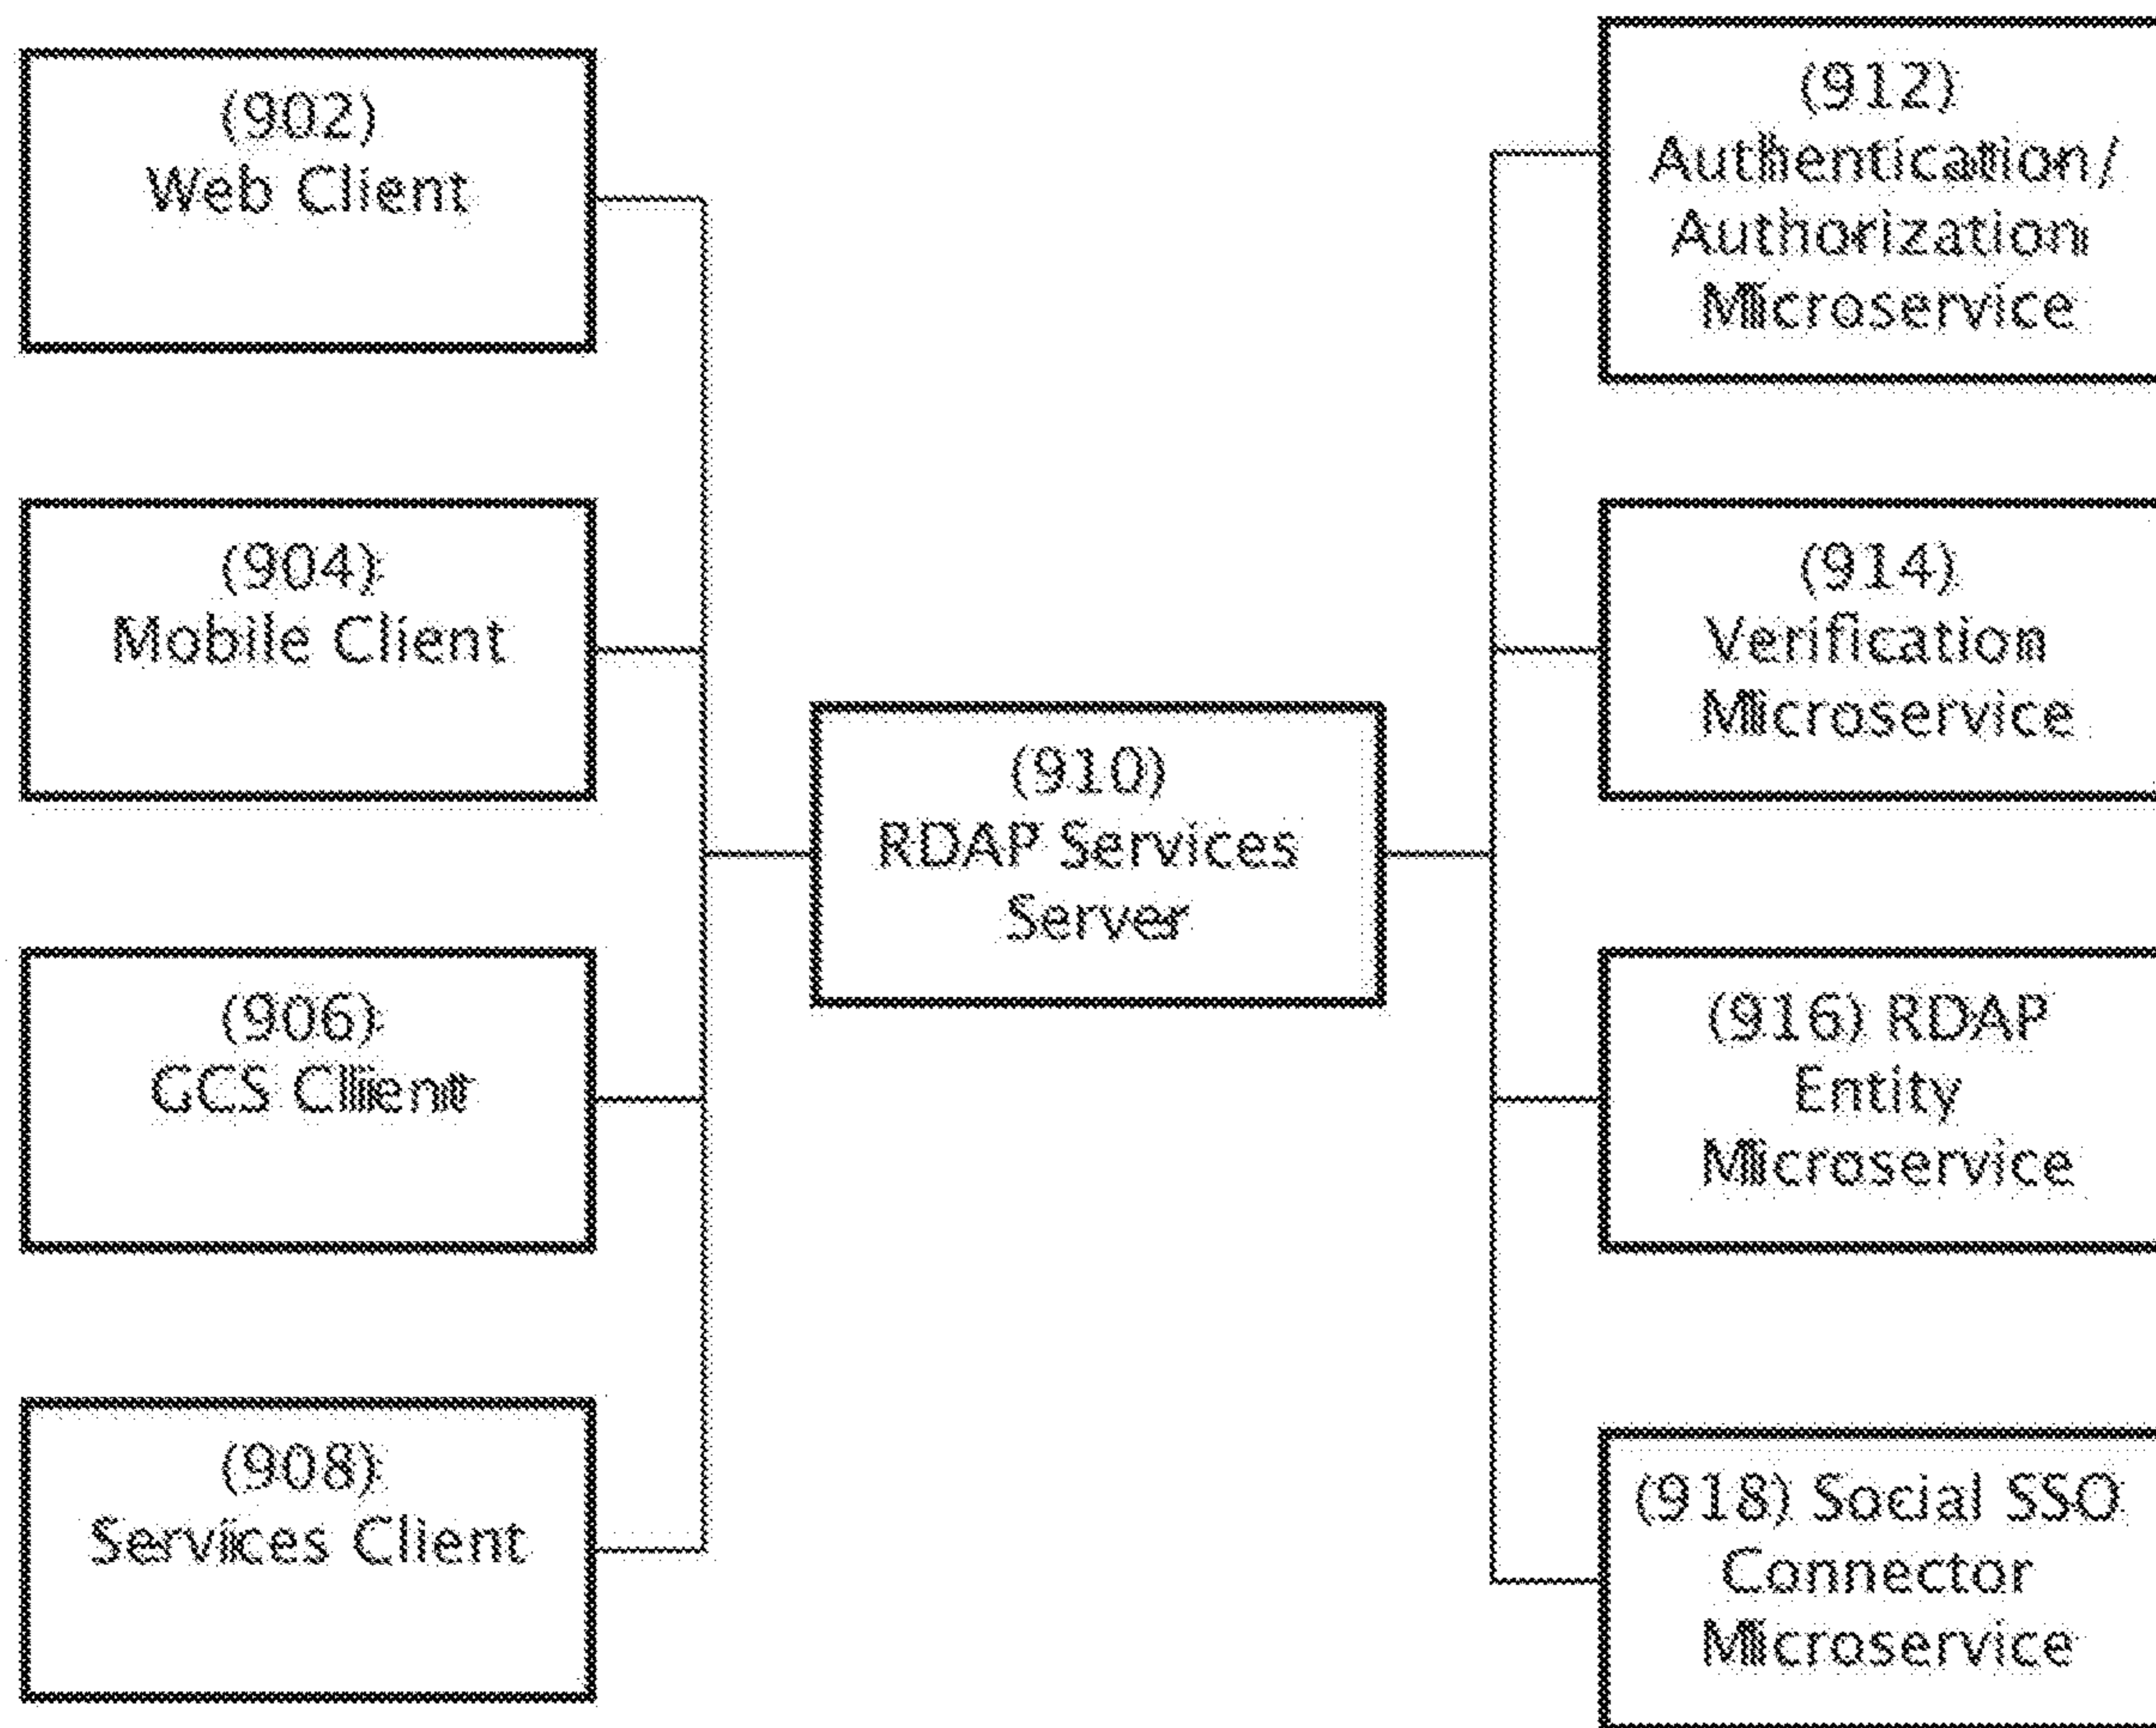 (902)
Web Client
(904)
Mobile Client
(906)
GCS Client
(908)
Services Client
(910)
RDAP Services
Server
(912)
Authentication/
Authorization
Microservice
(914)
Verification
Microservice
(916) RDAP
Entity
Microservice
(918) Social SSO
Connector
Microservice